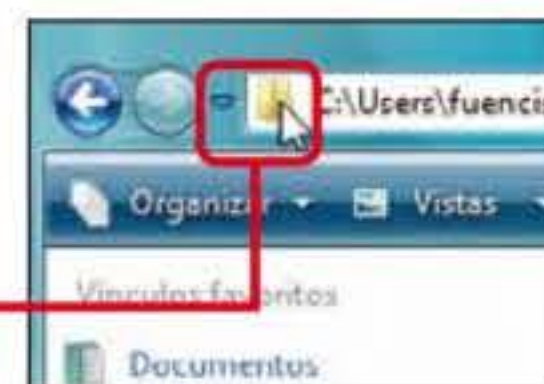 C:\Users\fuencis
Organizar Vistas
Vínculos favoritos
Documentos